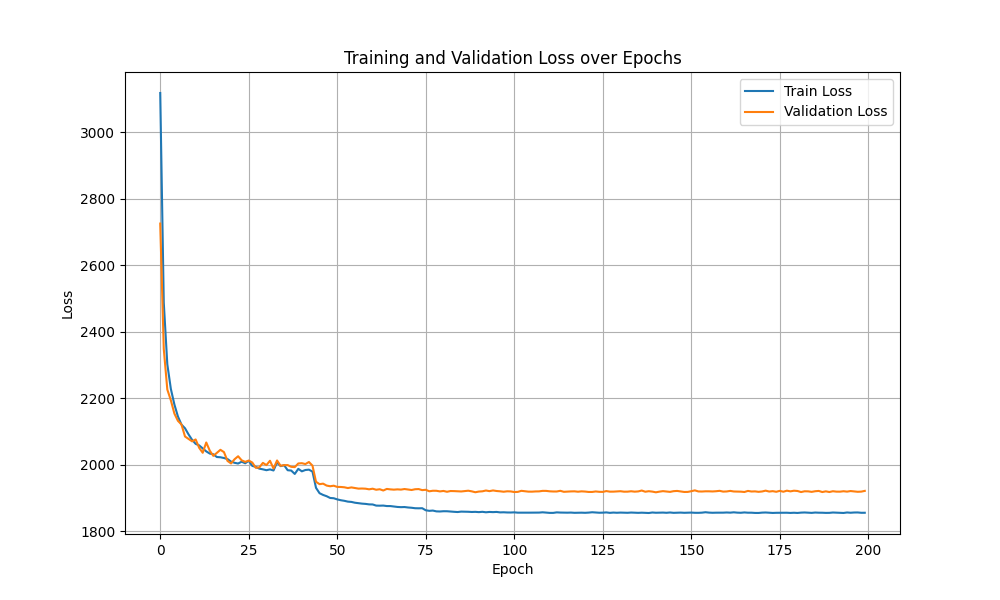 Training and Validation Loss over Epochs
Train Loss
Validation Loss
3000
2800
2600
2400
2200
2000
1800
Loss
0 25 50 75 100 125 150 175 200
Epoch